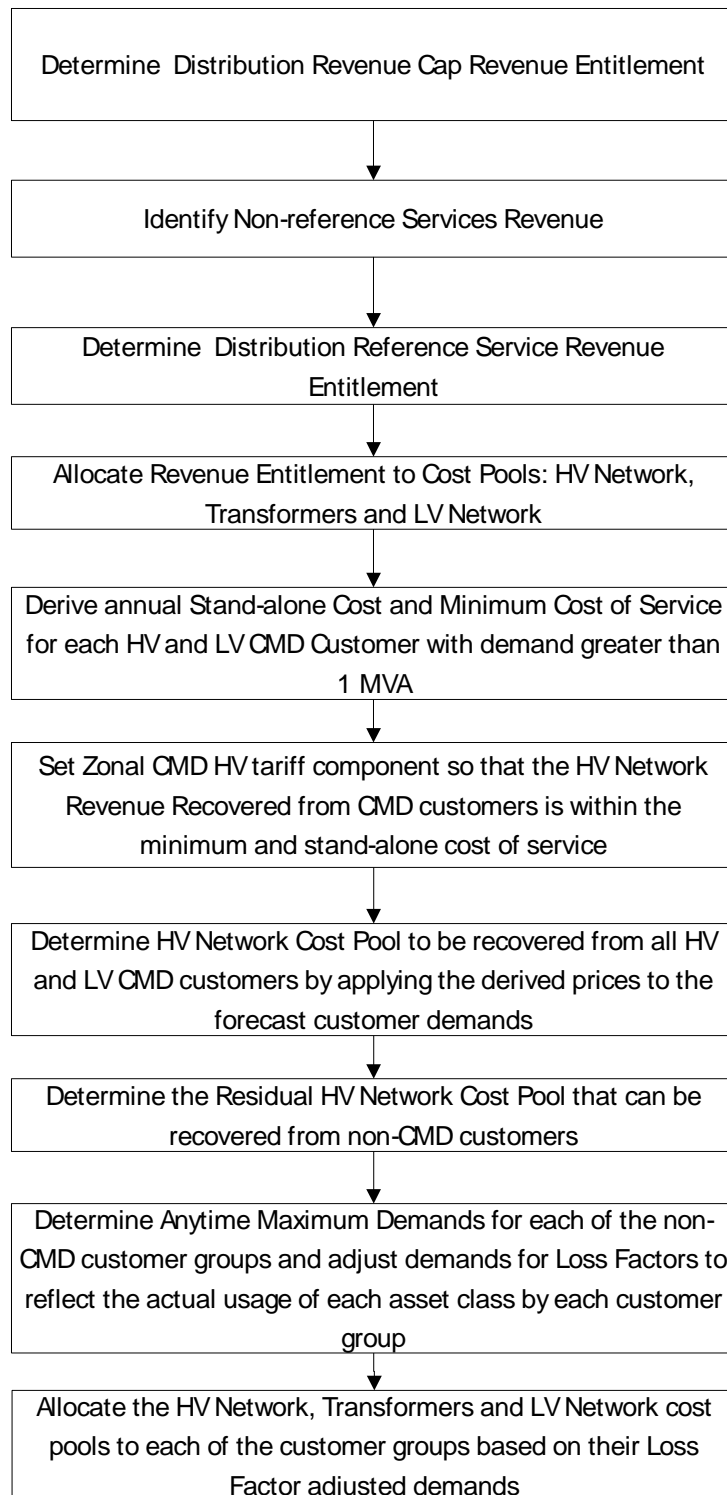 Determine Distribution Revenue Cap Revenue Entitlement
Identify Non-reference Services Revenue
Determine Distribution Reference Service Revenue
Entitlement
Allocate Revenue Entitlement to Cost Pools: HV Network,
Transformers and LV Network
Derive annual Stand-alone Cost and Minimum Cost of Service
for each HV and LV CMD Customer with demand greater than
1 MVA
Set Zonal CMD HV tariff component so that the HV Network
Revenue Recovered from CMD customers is within the
minimum and stand-alone cost of service
Determine HV Network Cost Pool to be recovered from all HV
and LV CMD customers by applying the derived prices to the
forecast customer demands
Determine the Residual HV Network Cost Pool that can be
recovered from non-CMD customers
Determine Anytime Maximum Demands for each of the non-
CMD customer groups and adjust demands for Loss Factors to
reflect the actual usage of each asset class by each customer
group
Allocate the HV Network, Transformers and LV Network cost
pools to each of the customer groups based on their Loss
Factor adjusted demands